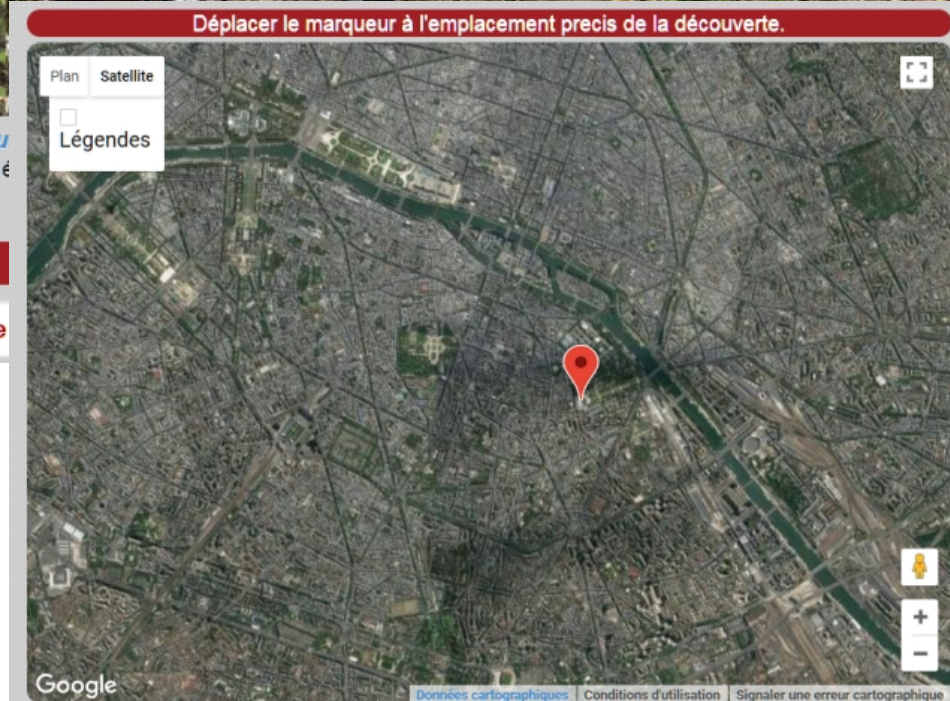 Déplacer le marqueur à l'emplacement precis de la découverte.
Plan Satellite
Légendes
u
é
e
+
−
Google
Données cartographiques Conditions d'utilisation Signaler une erreur cartographique